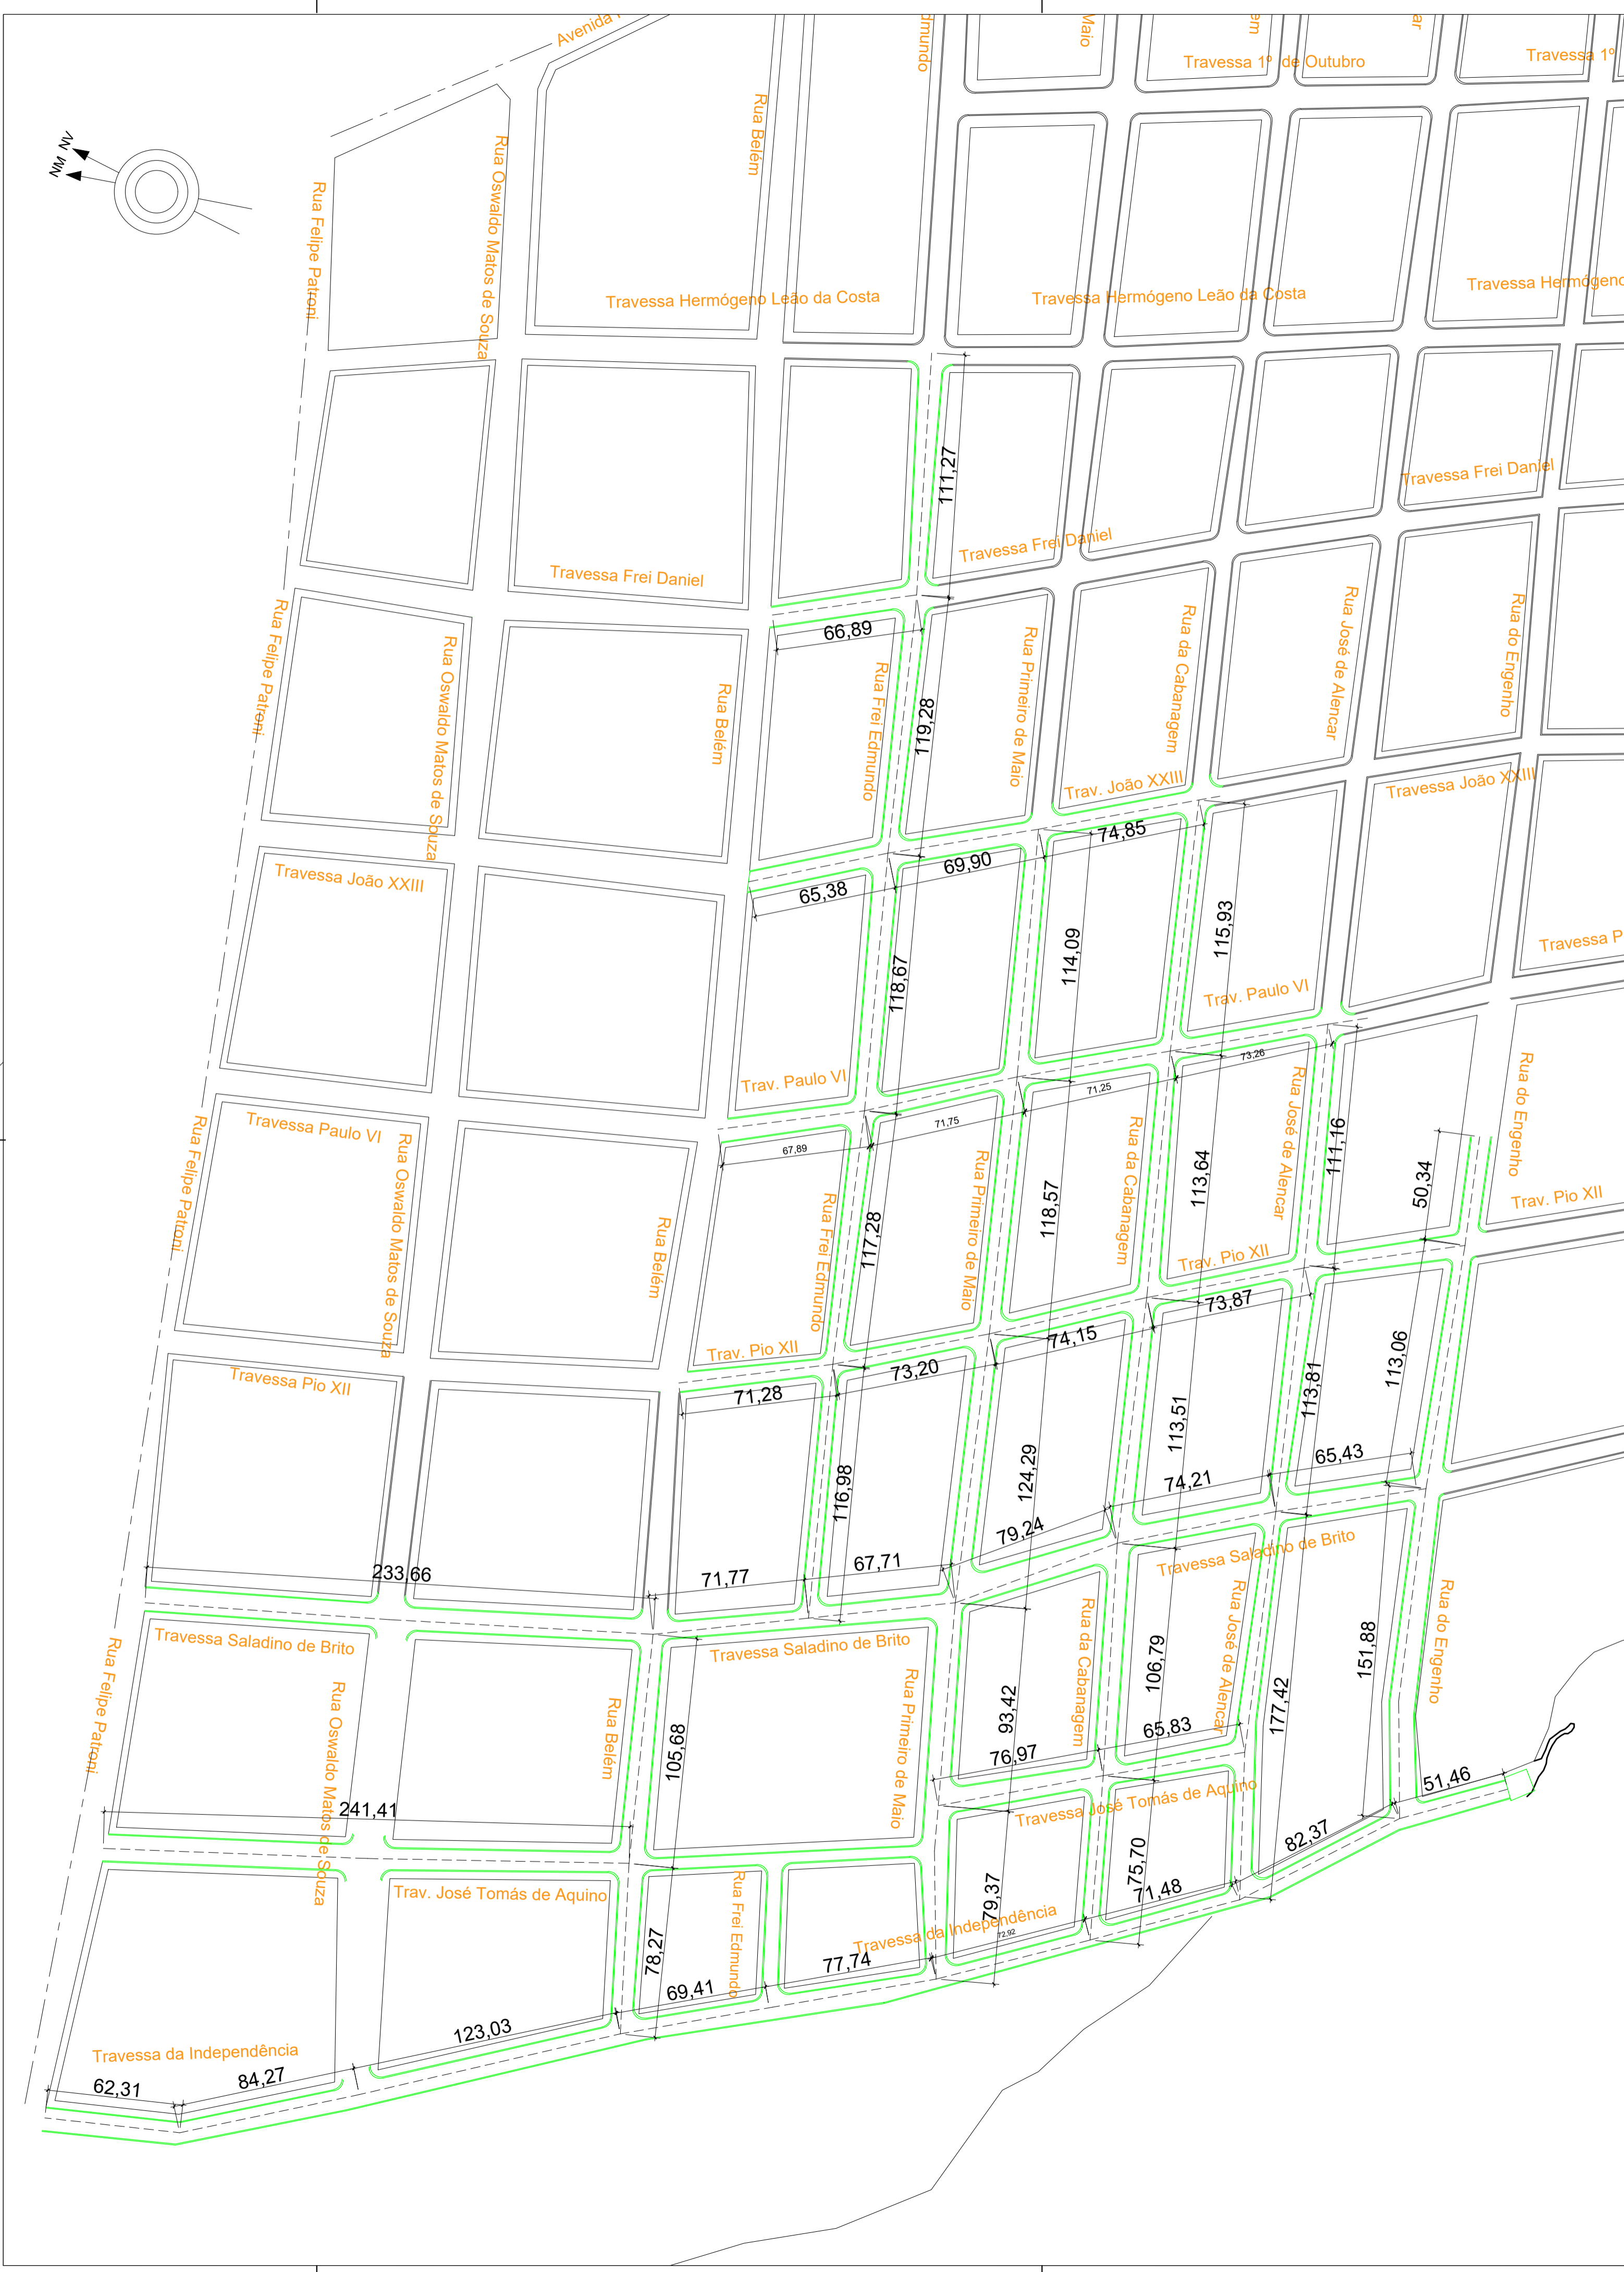 Avenida
dmundo
Maio
em
ar
Travessa 1º de Outubro
Travessa 1º
NV
NM
Rua Belém
Rua Oswaldo Matos de Souza
Rua Felipe Patroni
Travessa Hermógeno Leão da Costa
Travessa Hermógeno Leão da Costa
Travessa Hermógeno
111,27
Travessa Frei Daniel
Travessa Frei Daniel
Travessa Frei Daniel
Rua Felipe Patroni
Rua Oswaldo Matos de Souza
Rua Belém
66,89
Rua Frei Edmundo
119,28
Rua Primeiro de Maio
Rua da Cabanagem
Rua José de Alencar
Rua do Engenho
Trav. João XXIII
Travessa João XXIII
Travessa João XXIII
65,38
69,90
74,85
118,67
114,09
115,93
Travessa P
Trav. Paulo VI
Trav. Paulo VI
Travessa Paulo VI
67,89
71,75
71,25
73,26
Rua Felipe Patroni
Rua Oswaldo Matos de Souza
Rua Belém
Rua Frei Edmundo
117,28
Rua Primeiro de Maio
118,57
Rua da Cabanagem
113,64
Rua José de Alencar
111,16
50,34
Rua do Engenho
Trav. Pio XII
Trav. Pio XII
Trav. Pio XII
Travessa Pio XII
71,28
73,20
74,15
73,87
116,98
124,29
113,51
113,81
113,06
233,66
71,77
67,71
79,24
74,21
65,43
Travessa Saladino de Brito
Travessa Saladino de Brito
Travessa Saladino de Brito
Rua Felipe Patroni
Rua Oswaldo Matos de Souza
Rua Belém
105,68
Rua Primeiro de Maio
93,42
Rua da Cabanagem
106,79
Rua José de Alencar
177,42
151,88
Rua do Engenho
76,97
65,83
51,46
241,41
Travessa José Tomás de Aquino
Trav. José Tomás de Aquino
82,37
78,27
Rua Frei Edmundo
79,37
75,70
71,48
Travessa da Independência
72,92
77,74
69,41
123,03
Travessa da Independência
84,27
62,31